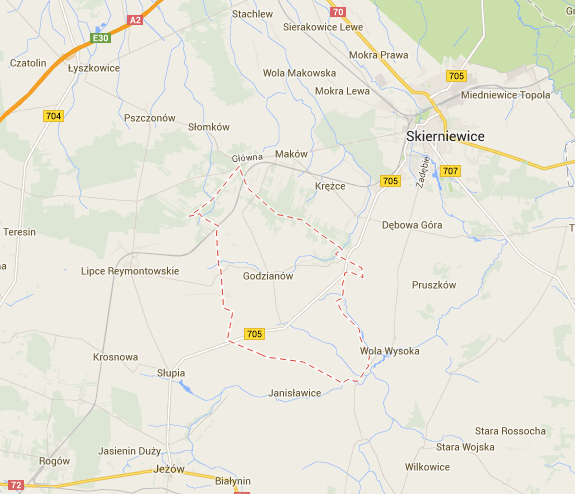 Stachlew
70
A2
Sierakowice Lewe
E30
Mokra Prawa
Czatolin
Łyszkowice
Wola Makowska
705
Mokra Lewa
Miedniewice Topola
704
Pszczonów
Słomków
Skierniewice
Główna
Maków
Zadębie
707
705
Krężce
Teresin
Dębowa Góra
Lipce Reymontowskie
Godzianów
Pruszków
705
Wola Wysoka
Krosnowa
Słupia
Janisławice
Stara Rossocha
Jasienin Duży
Stara Wojska
Rogów
Jeżów
Wilkowice
72
Białynin